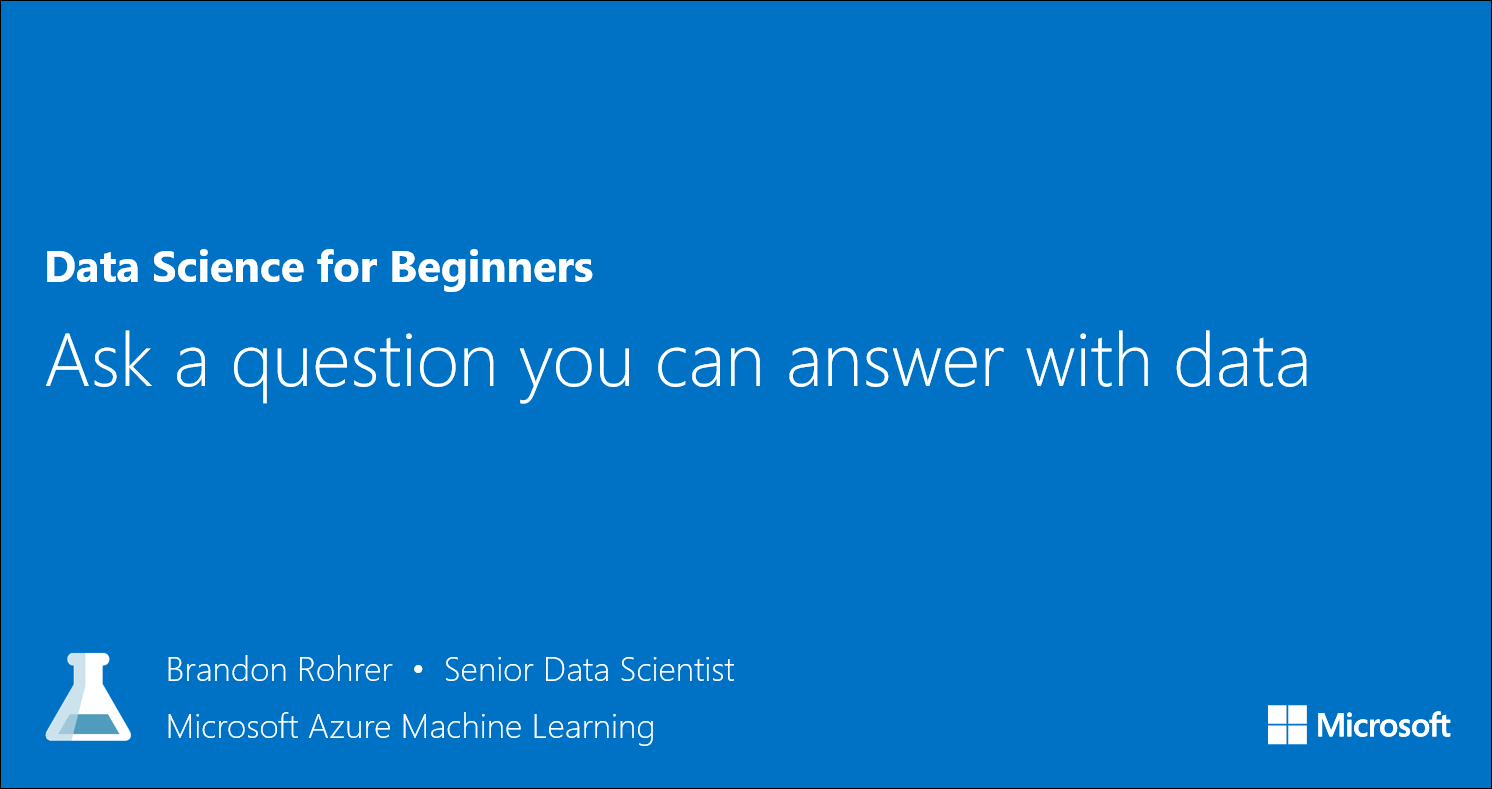 Data Science for Beginners
Ask a question you can answer with data
Brandon Rohrer • Senior Data Scientist
Microsoft Azure Machine Learning
Microsoft